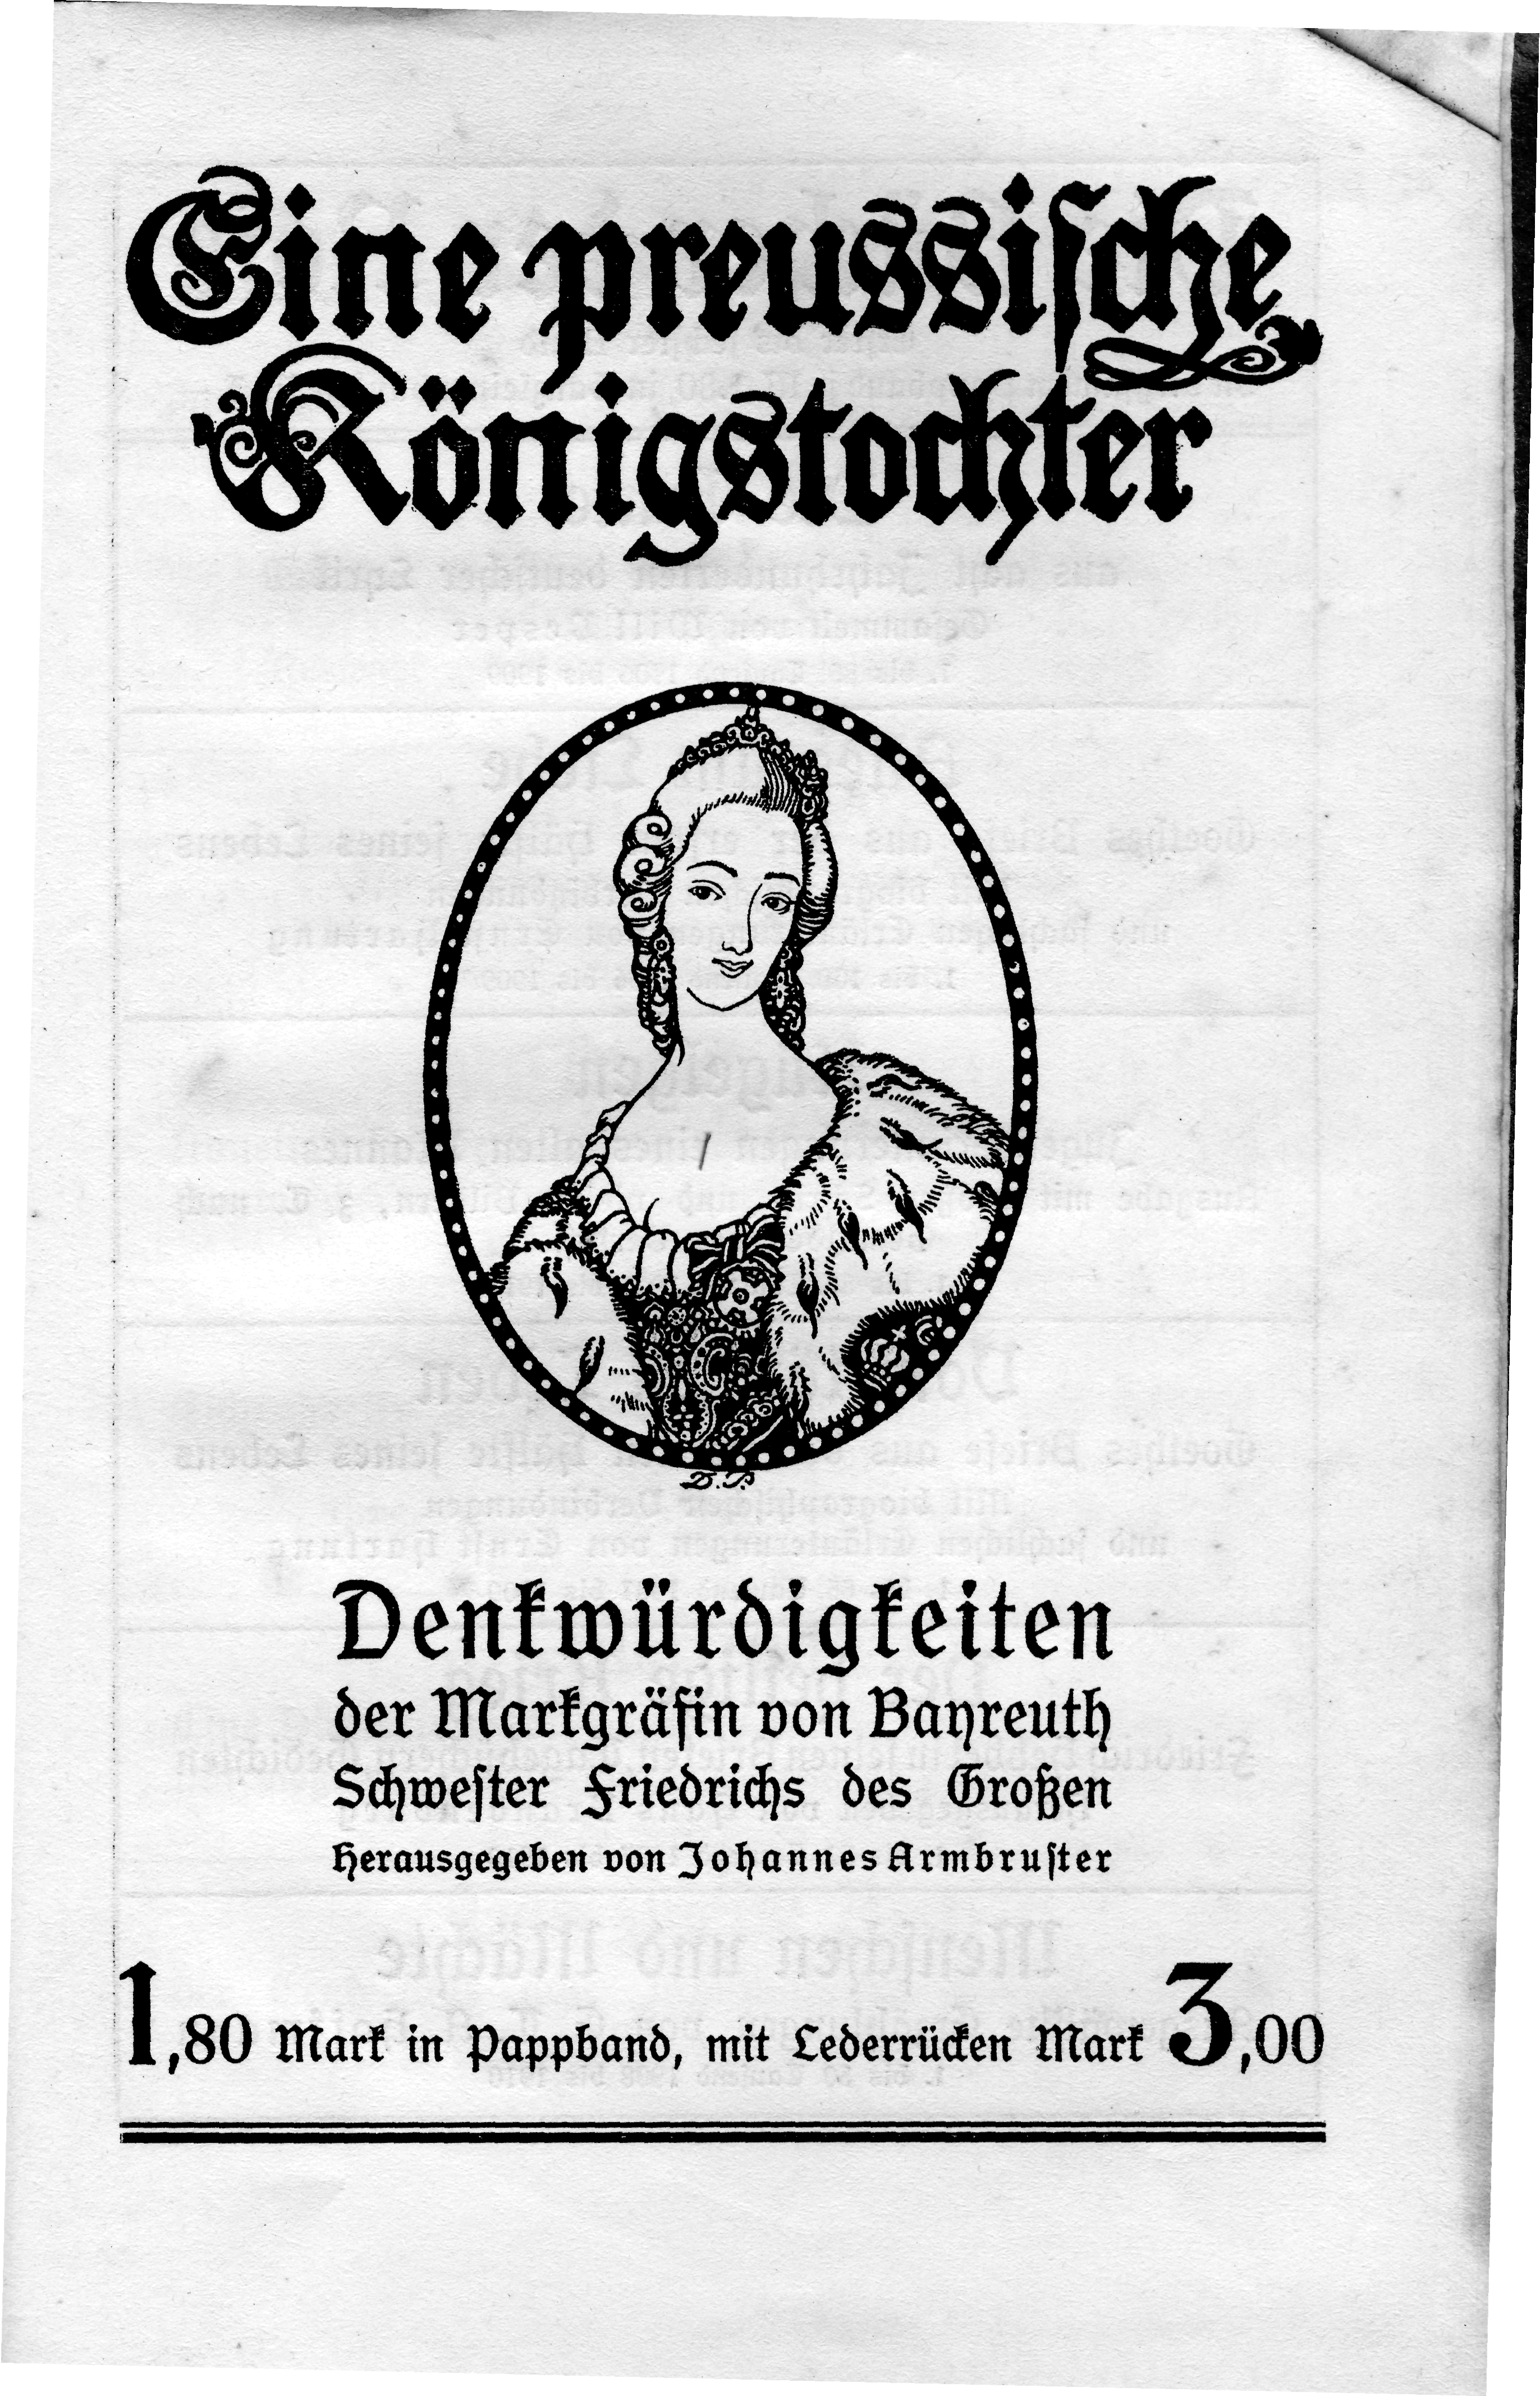 Eine preussische
Königstochter
D.P.
Denkwürdigkeiten
der Markgräfin von Bayreuth
Schwester Friedrichs des Großen
Herausgegeben von Johannes Armbruster
1,80 Mark in Pappband, mit Lederrücken Mark 3,00